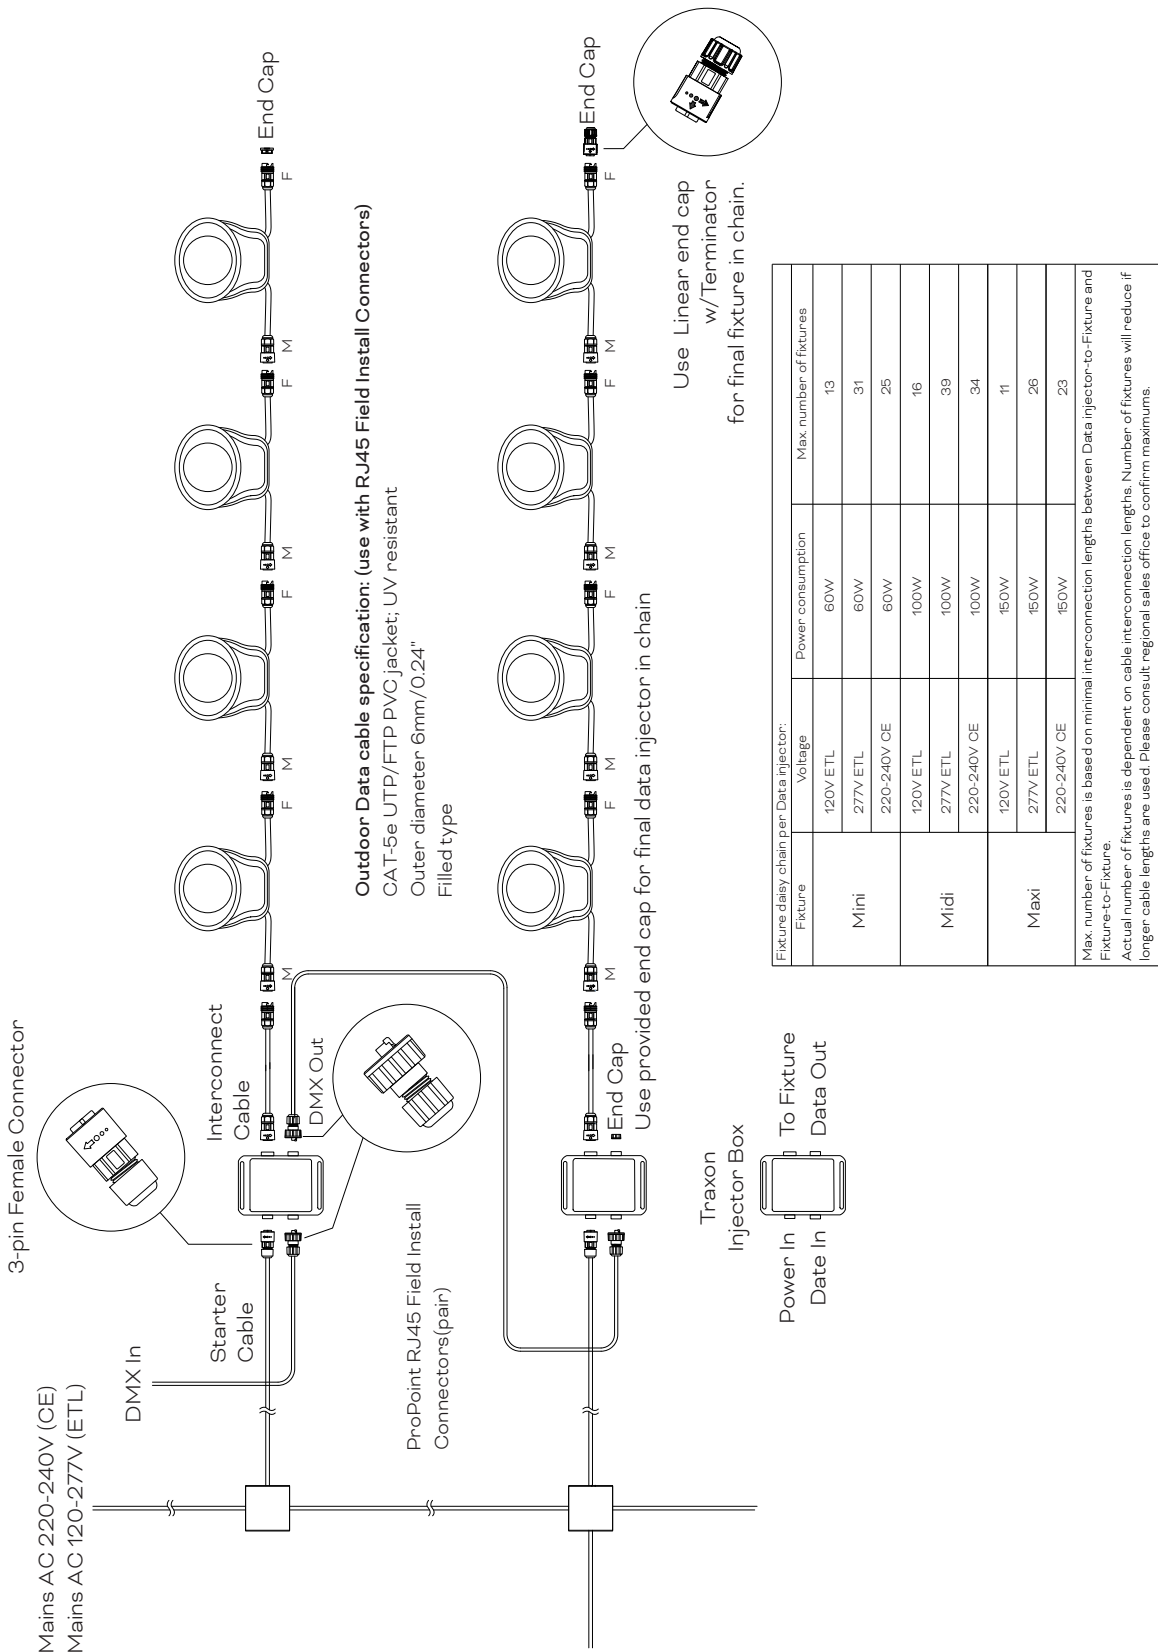 Mains AC 220-240V (CE)
Mains AC 120-277V (ETL)
3-pin Female Connector
DMX In
Starter
Cable
Interconnect
Cable
DMX Out
ProPoint RJ45 Field Install
Connectors(pair)
M
F
M
F
M
F
M
F
End Cap
Outdoor Data cable specification: (use with RJ45 Field Install Connectors)
CAT-5e UTP/FTP PVC jacket; UV resistant
Outer diameter 6mm/0.24"
Filled type
M
F
M
F
M
F
M
F
End Cap
End Cap
Use provided end cap for final data injector in chain
Use Linear end cap
w/Terminator
for final fixture in chain.
Traxon
Injector Box
Power In
To Fixture
Date In
Data Out
Fixture daisy chain per Data injector:
Fixture Voltage Power consumption Max. number of fixtures
Mini 120V ETL 60W 13
277V ETL 60W 31
220-240V CE 60W 25
Midi 120V ETL 100W 16
277V ETL 100W 39
220-240V CE 100W 34
Maxi 120V ETL 150W 11
277V ETL 150W 26
220-240V CE 150W 23
Max. number of fixtures is based on minimal interconnection lengths between Data injector-to-Fixture and
Fixture-to-Fixture.
Actual number of fixtures is dependent on cable interconnection lengths. Number of fixtures will reduce if
longer cable lengths are used. Please consult regional sales office to confirm maximums.